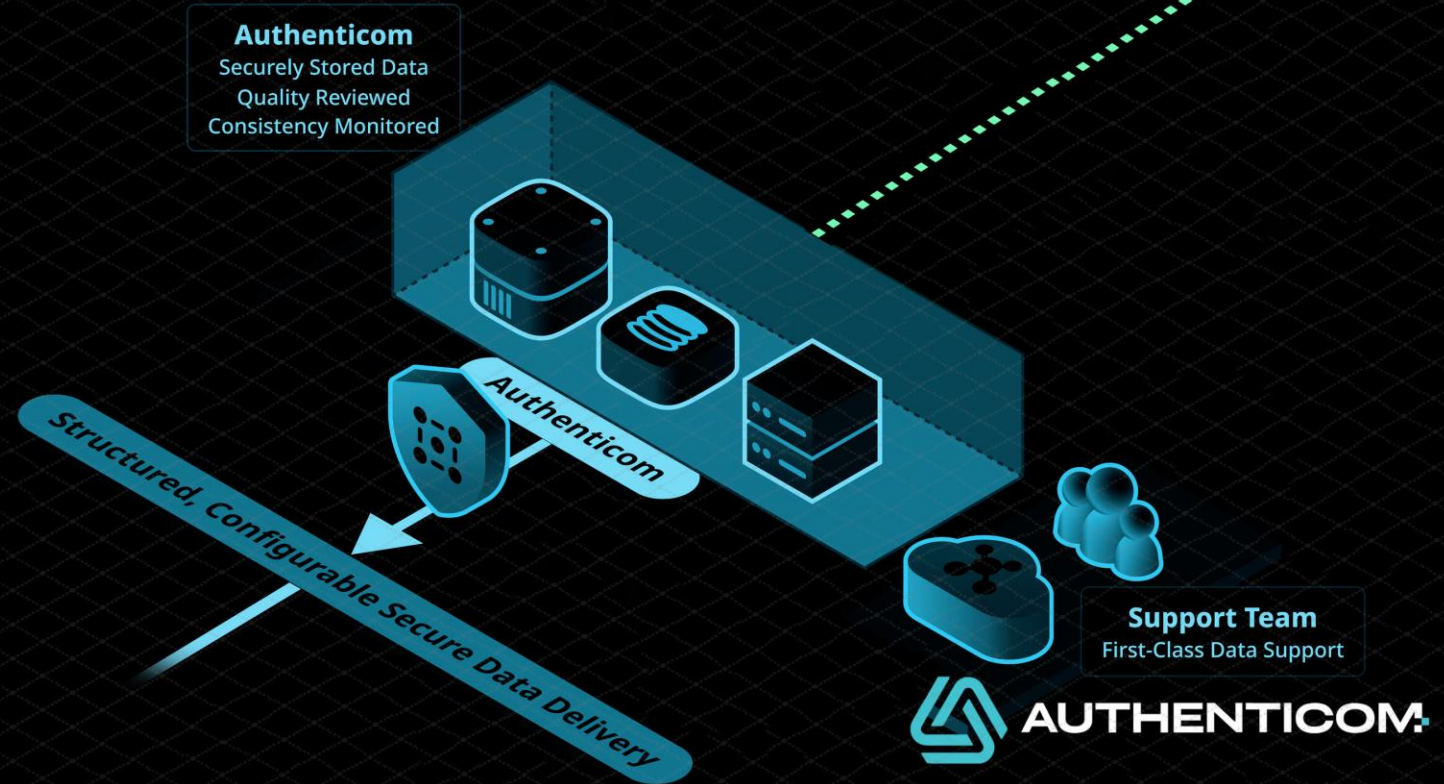 Authenticom
Securely Stored Data
Quality Reviewed
Consistency Monitored
Authenticom
Structured, Configurable Secure Data Delivery
Support Team
First-Class Data Support
AUTHENTICOM